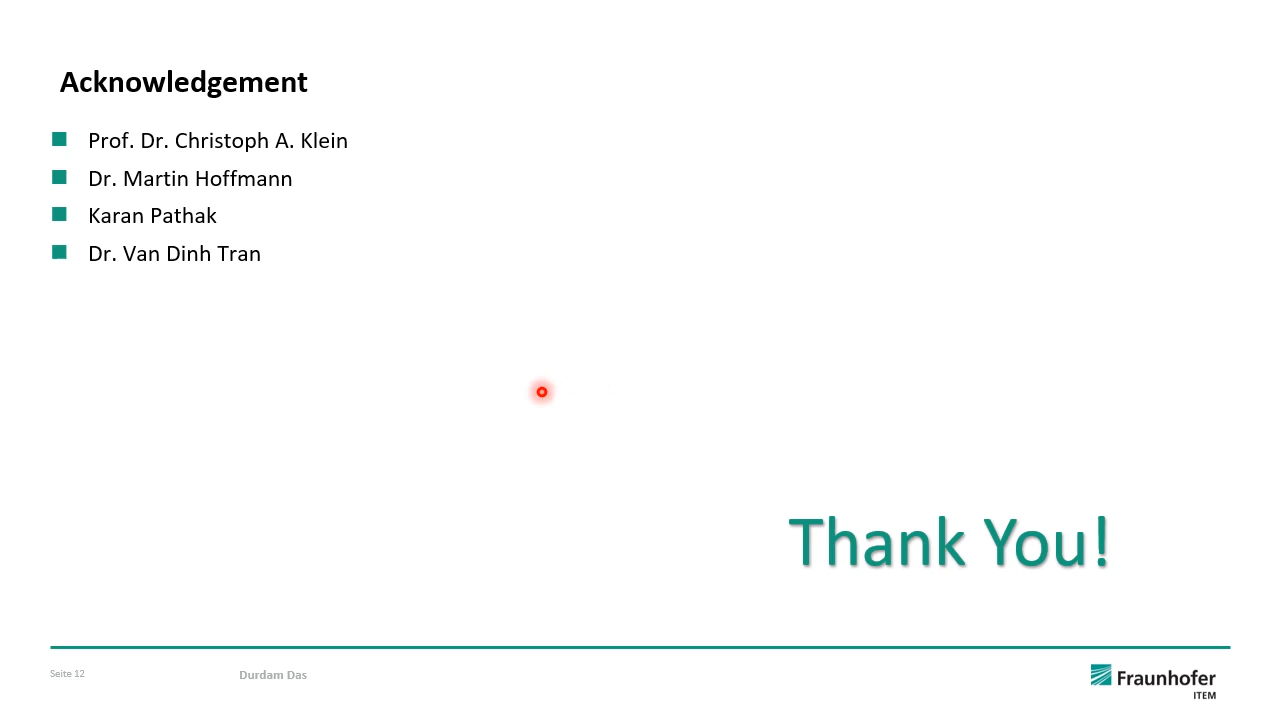 Acknowledgement
Prof. Dr. Christoph A. Klein
Dr. Martin Hoffmann
Karan Pathak
Dr. Van Dinh Tran
Thank You!
Seite 12
Durdam Das
Fraunhofer
ITEM